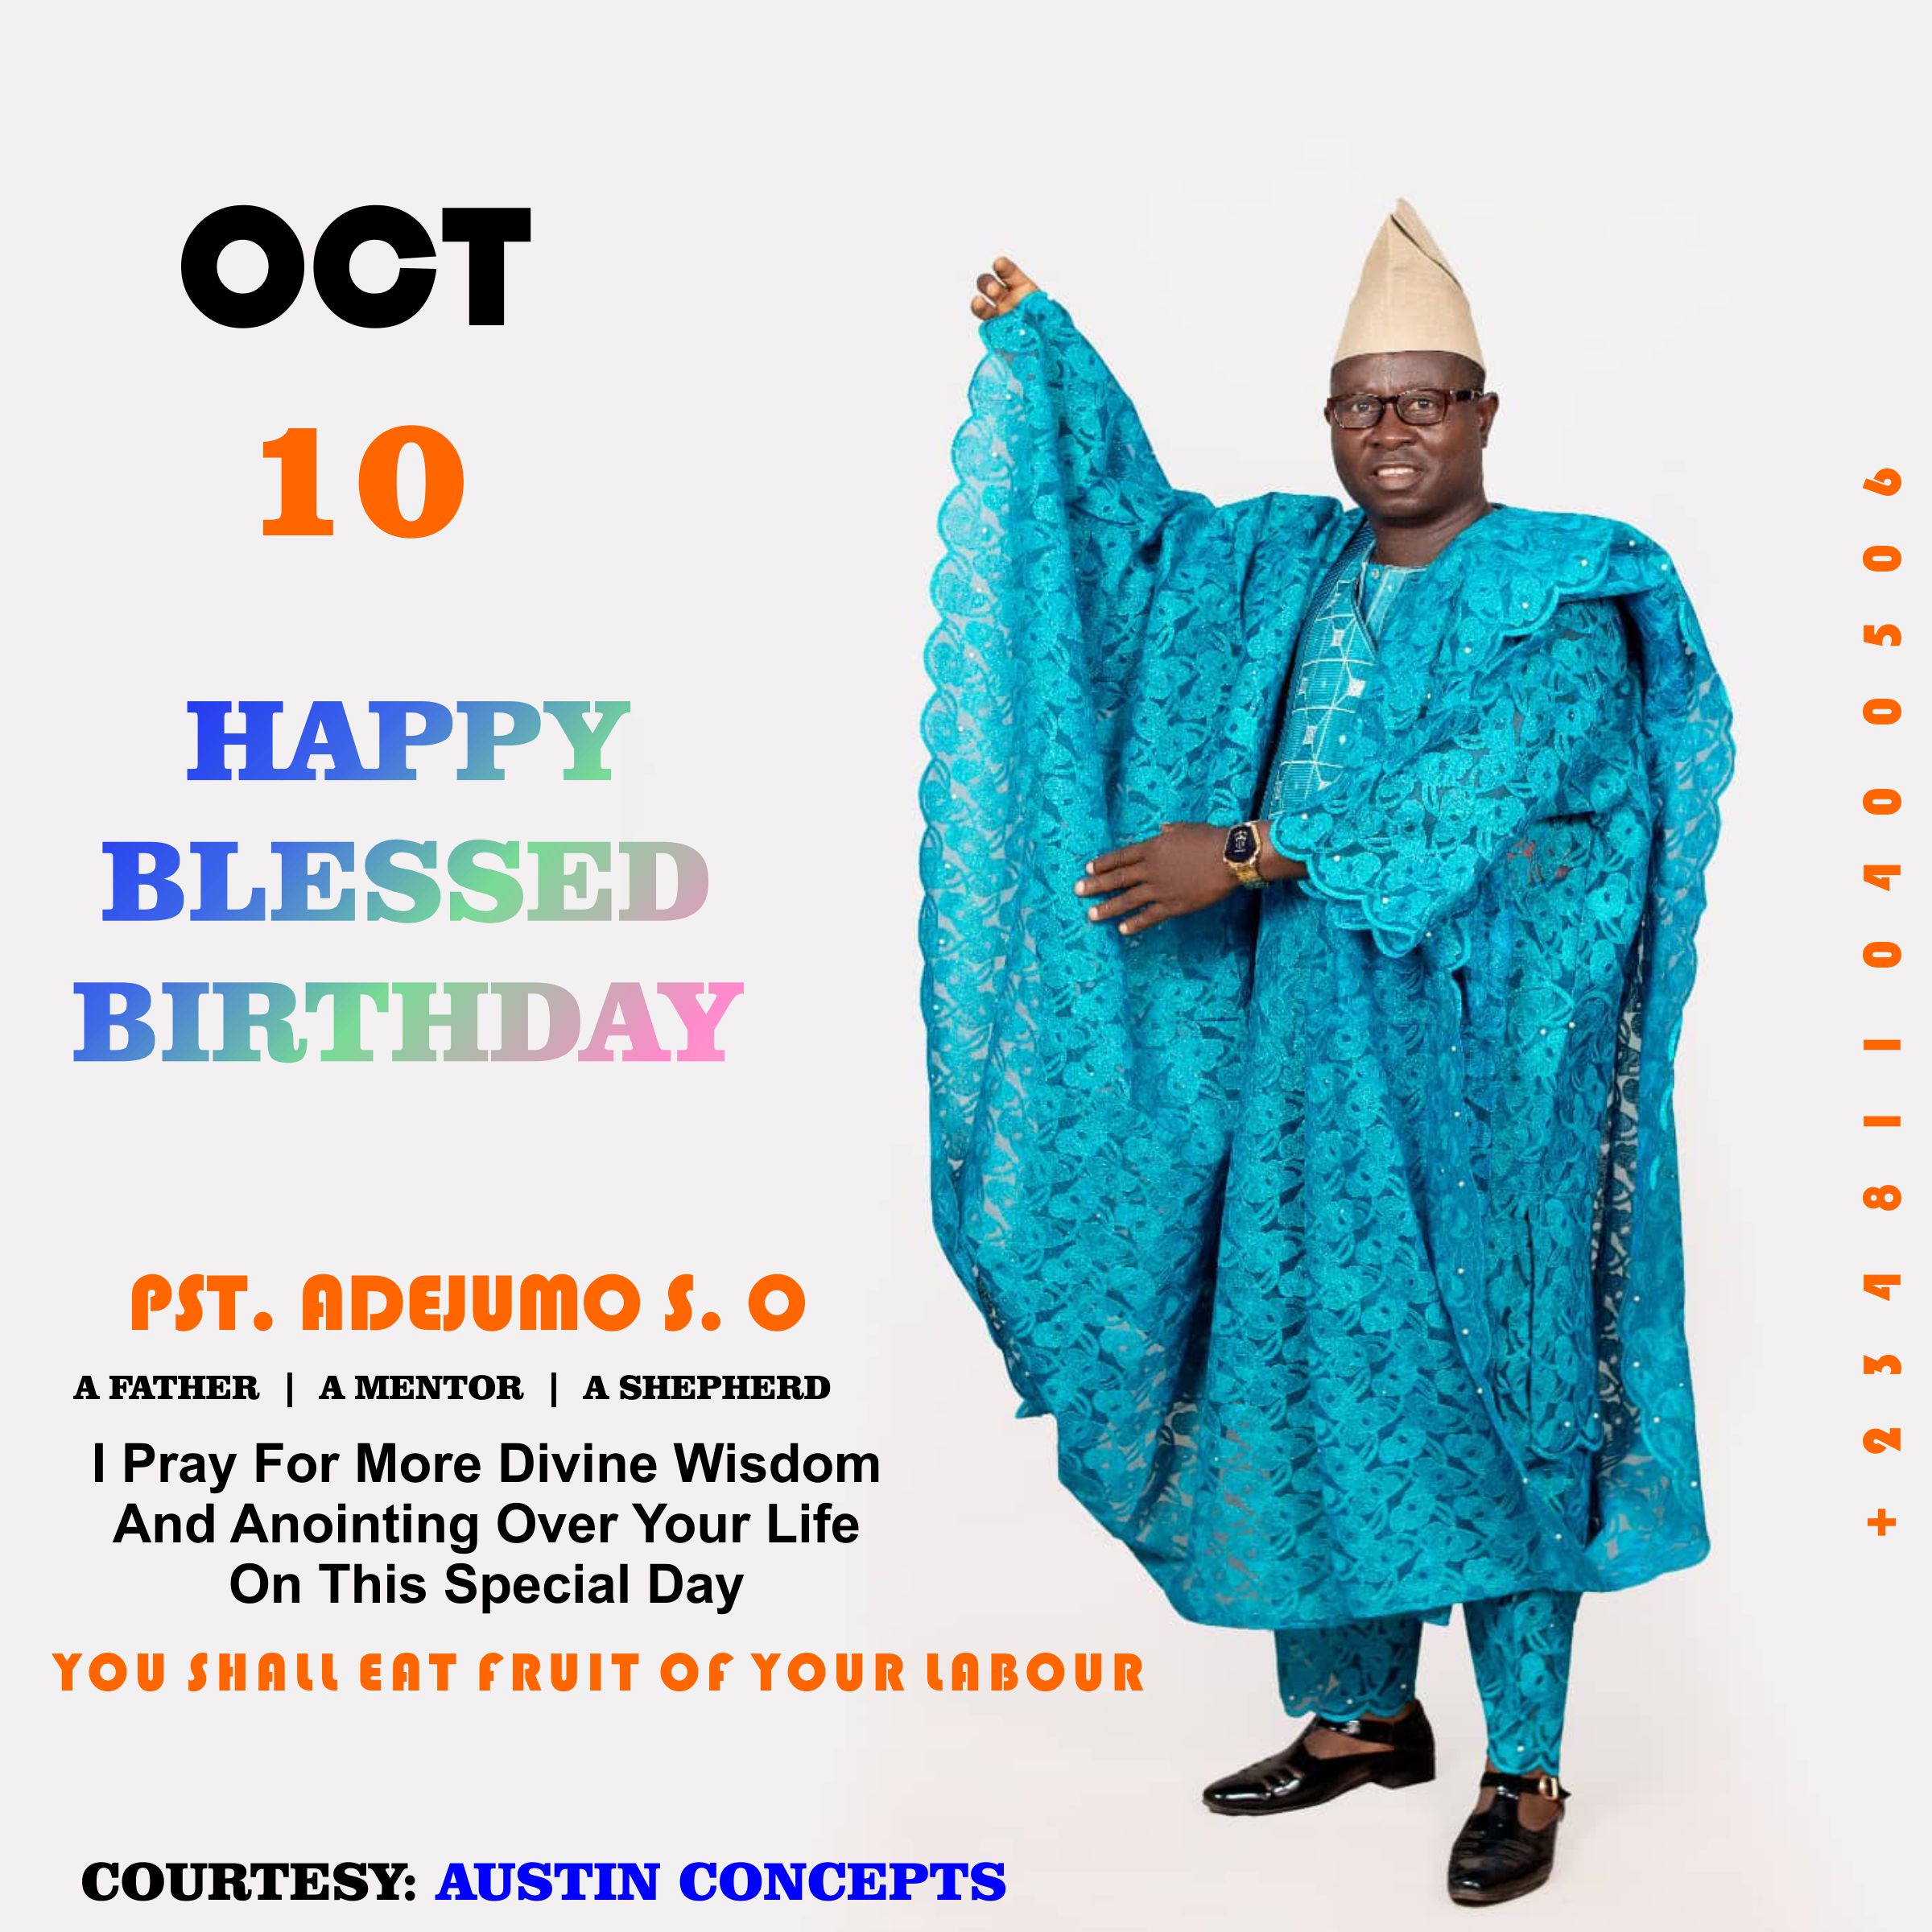 OCT
10
HAPPY
BLESSED
BIRTHDAY
PST. ADEJUMO S. O
A FATHER | A MENTOR | A SHEPHERD
I Pray For More Divine Wisdom
And Anointing Over Your Life
On This Special Day
YOU SHALL EAT FRUIT OF YOUR LABOUR
COURTESY: AUSTIN CONCEPTS
+2348110400506